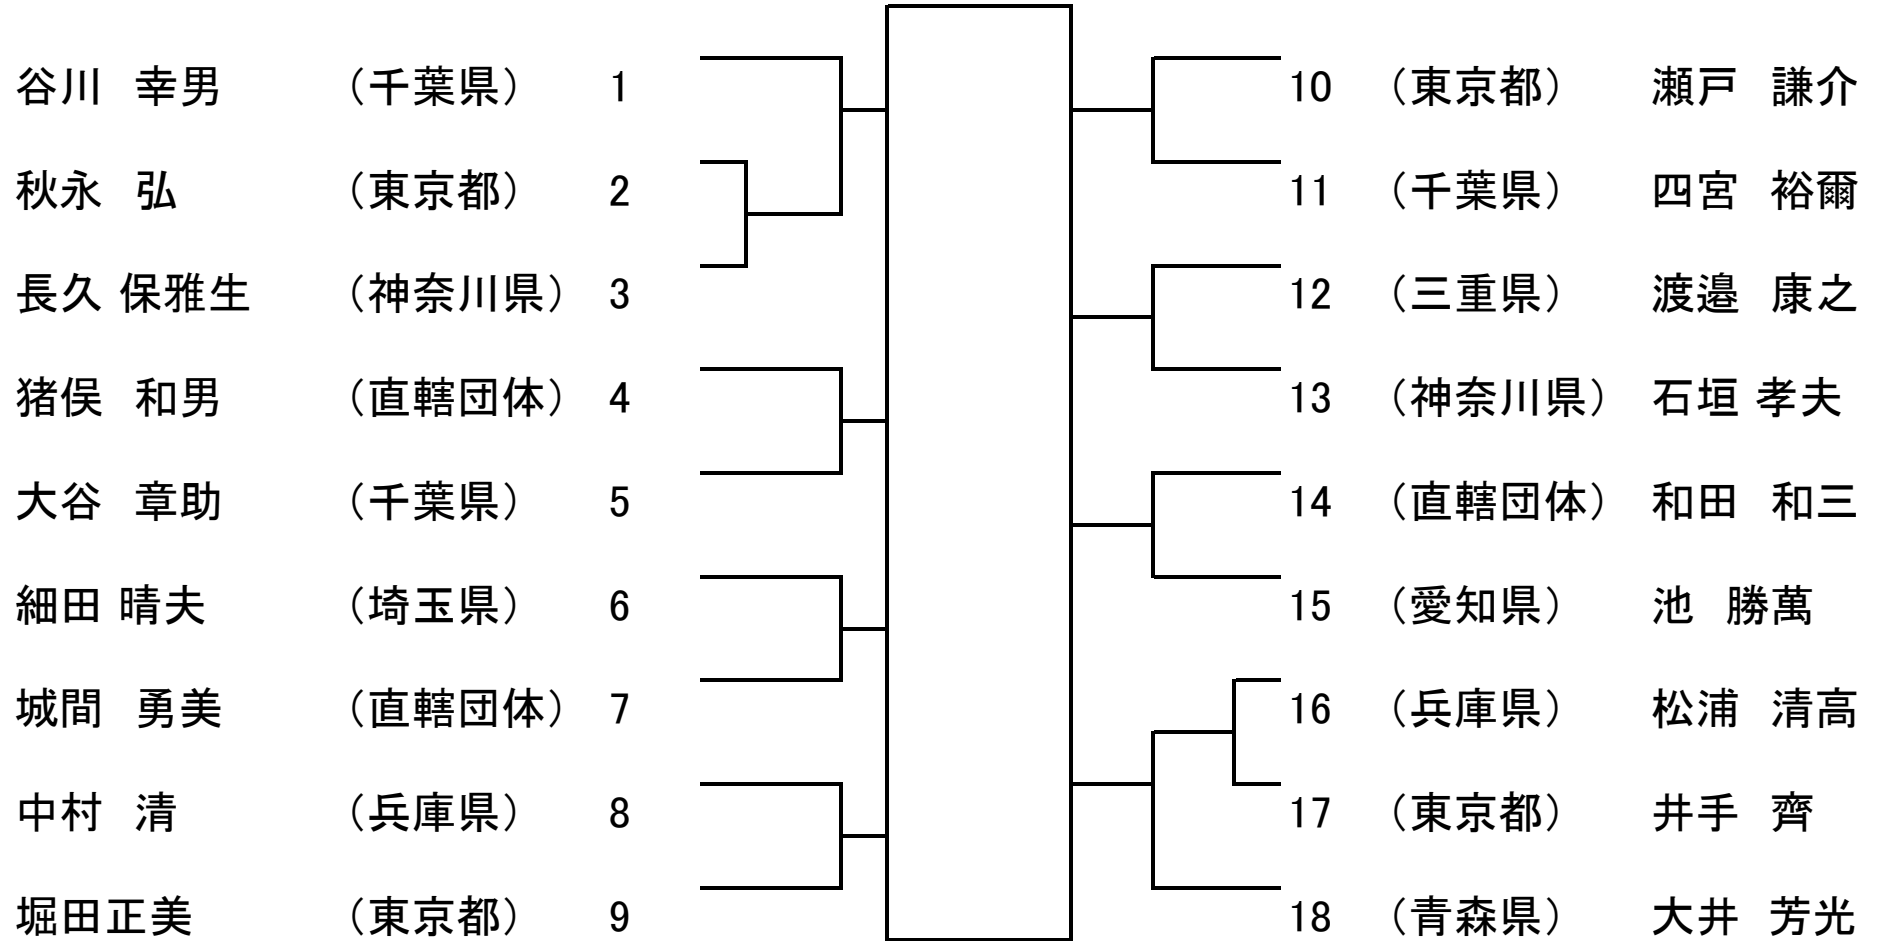 谷川 幸男 （千葉県） 1
秋永 弘 （東京都） 2
長久 保雅生 （神奈川県） 3
猪俣 和男 （直轄団体） 4
大谷 章助 （千葉県） 5
細田 晴夫 （埼玉県） 6
城間 勇美 （直轄団体） 7
中村 清 （兵庫県） 8
堀田正美 （東京都） 9
10 （東京都） 瀬戸 謙介
11 （千葉県） 四宮 裕爾
12 （三重県） 渡邉 康之
13 （神奈川県） 石垣 孝夫
14 （直轄団体） 和田 和三
15 （愛知県） 池 勝萬
16 （兵庫県） 松浦 清高
17 （東京都） 井手 齊
18 （青森県） 大井 芳光